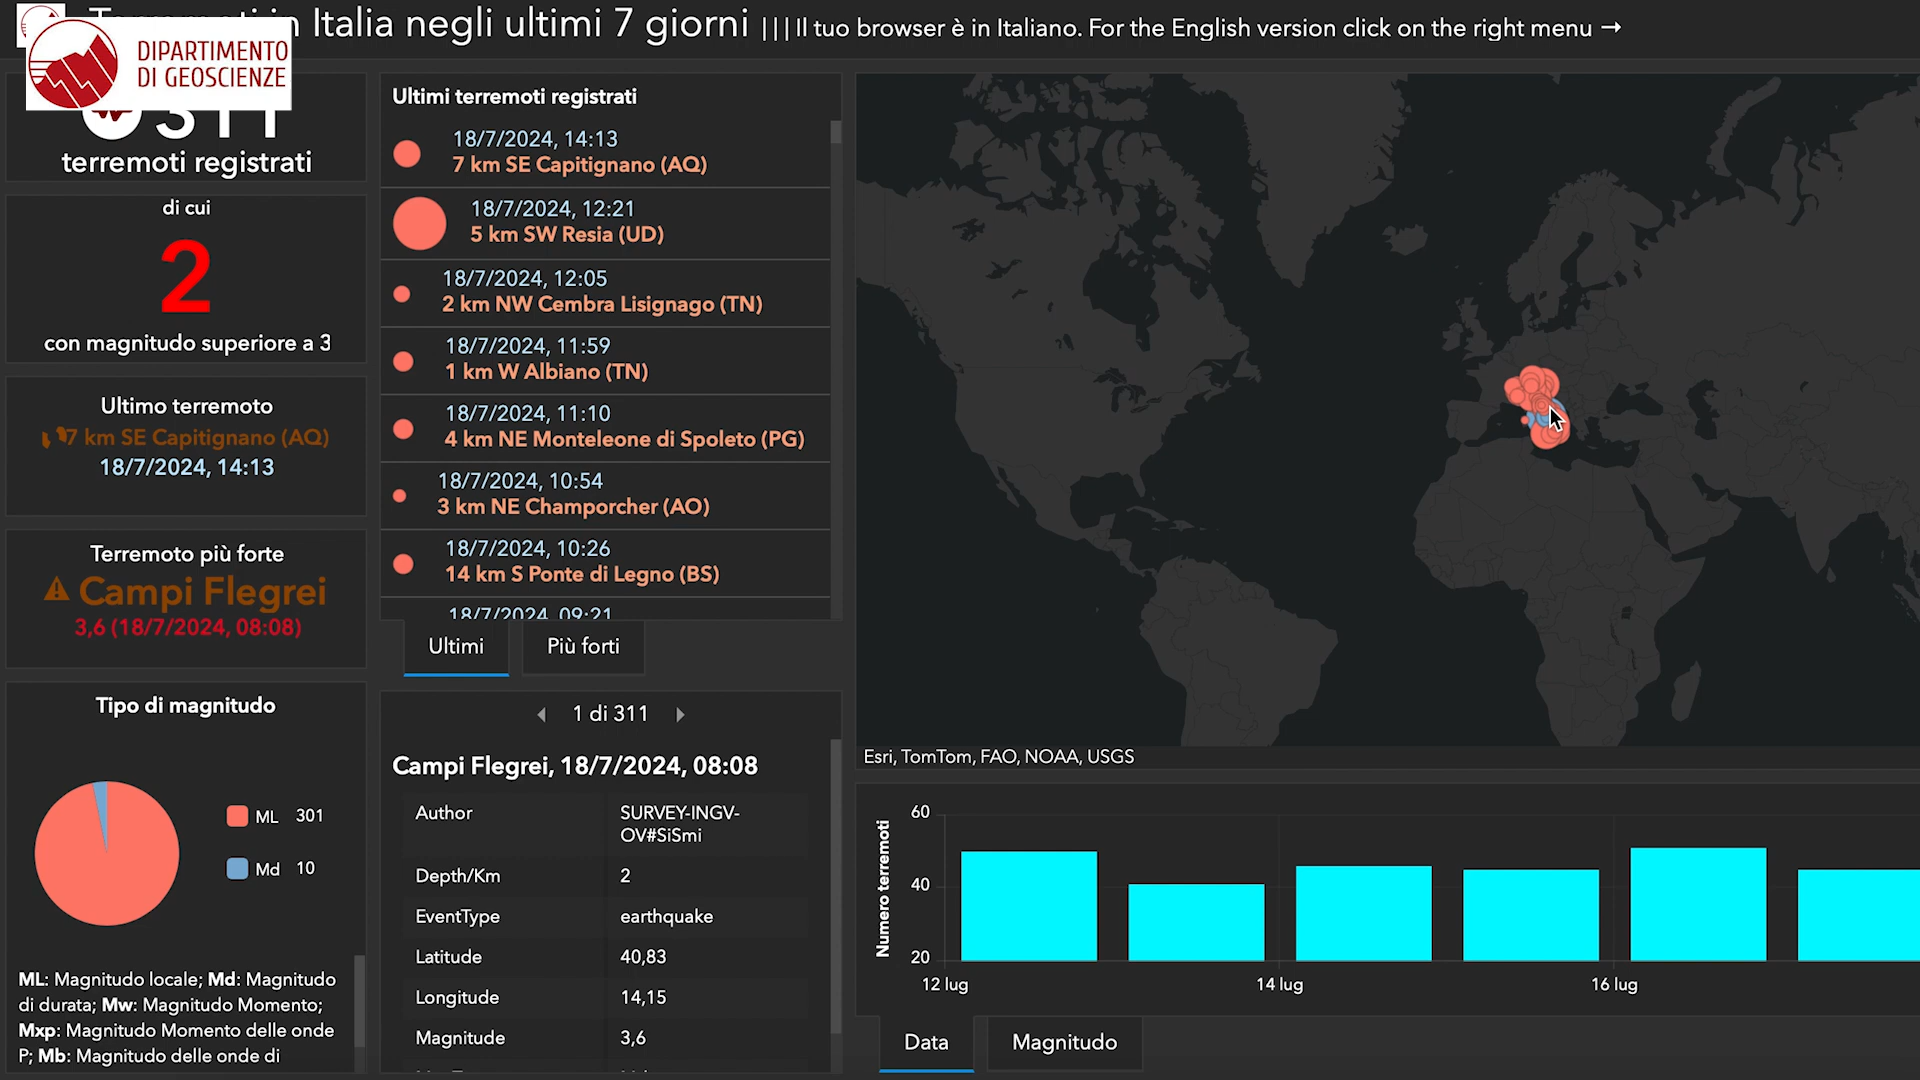 in Italia negli ultimi 7 giorni ||| Il tuo browser è in Italiano. For the English version click on the right menu →
DIPARTIMENTO
DI GEOSCIENZE
311
terremoti registrati
di cui
2
con magnitudo superiore a 3
Ultimo terremoto
7 km SE Capitignano (AQ)
18/7/2024, 14:13
Terremoto più forte
Campi Flegrei
3,6 (18/7/2024, 08:08)
Tipo di magnitudo
ML 301
Md 10
ML: Magnitudo locale; Md: Magnitudo
di durata; Mw: Magnitudo Momento;
Mxp: Magnitudo Momento delle onde
P; Mb: Magnitudo delle onde di
Ultimi terremoti registrati
18/7/2024, 14:13
7 km SE Capitignano (AQ)
18/7/2024, 12:21
5 km SW Resia (UD)
18/7/2024, 12:05
2 km NW Cembra Lisignago (TN)
18/7/2024, 11:59
1 km W Albiano (TN)
18/7/2024, 11:10
4 km NE Monteleone di Spoleto (PG)
18/7/2024, 10:54
3 km NE Champorcher (AO)
18/7/2024, 10:26
14 km S Ponte di Legno (BS)
18/7/2024, 09:21
Ultimi
Più forti
1 di 311
Campi Flegrei, 18/7/2024, 08:08
Author SURVEY-INGV-
OV#SiSmi
Depth/Km 2
EventType earthquake
Latitude 40,83
Longitude 14,15
Magnitude 3,6
Esri, TomTom, FAO, NOAA, USGS
Numero terremoti
60
40
20
12 lug
14 lug
16 lug
Data
Magnitudo